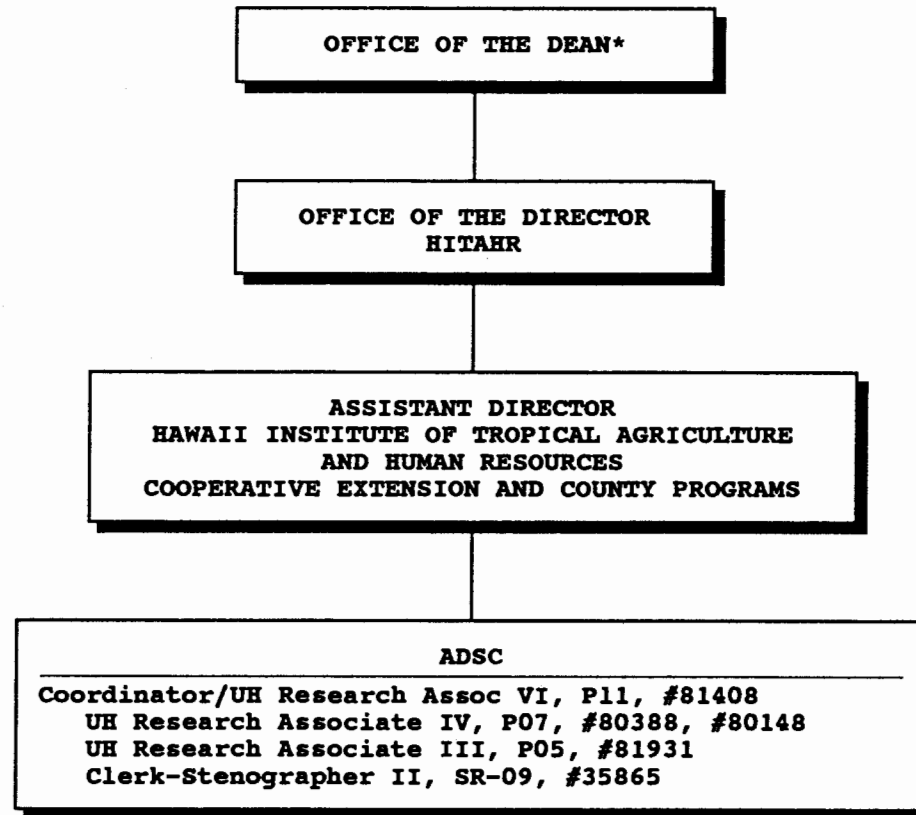 OFFICE OF THE DEAN*
OFFICE OF THE DIRECTOR
HITAHR
ASSISTANT DIRECTOR
HAWAII INSTITUTE OF TROPICAL AGRICULTURE
AND HUMAN RESOURCES
COOPERATIVE EXTENSION AND COUNTY PROGRAMS
ADSC
Coordinator/UH Research Assoc VI, P11, #81408
UH Research Associate IV, P07, #80388, #80148
UH Research Associate III, P05, #81931
Clerk-Stenographer II, SR-09, #35865